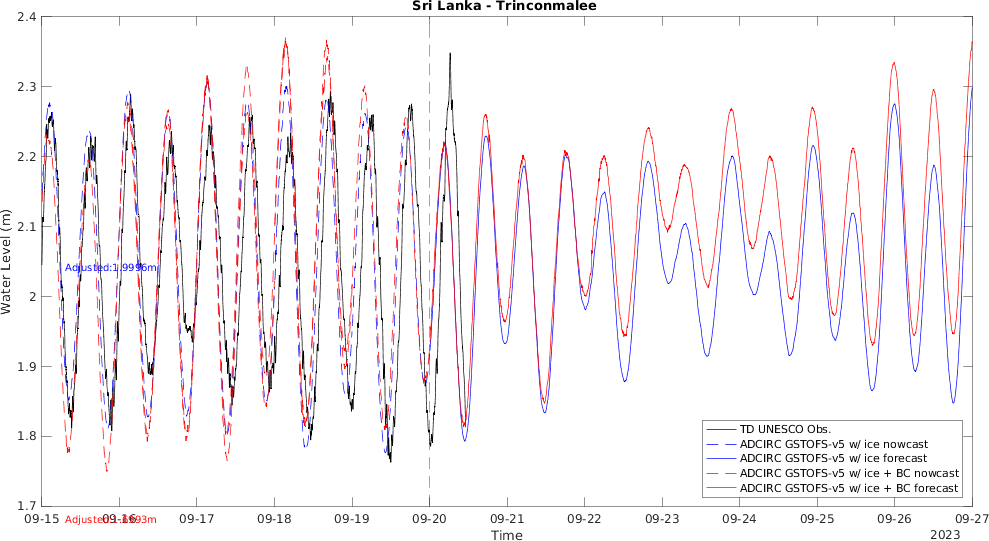 Sri Lanka - Trinconmalee
2.4
2.3
2.2
2.1
2
1.9
1.8
1.7
Water Level (m)
Adjusted:1.9996m
TD UNESCO Obs.
ADCIRC GSTOFS-v5 w/ ice nowcast
ADCIRC GSTOFS-v5 w/ ice forecast
ADCIRC GSTOFS-v5 w/ ice + BC nowcast
ADCIRC GSTOFS-v5 w/ ice + BC forecast
09-15 09-16 09-17 09-18 09-19 09-20 09-21 09-22 09-23 09-24 09-25 09-26 09-27
Time
2023